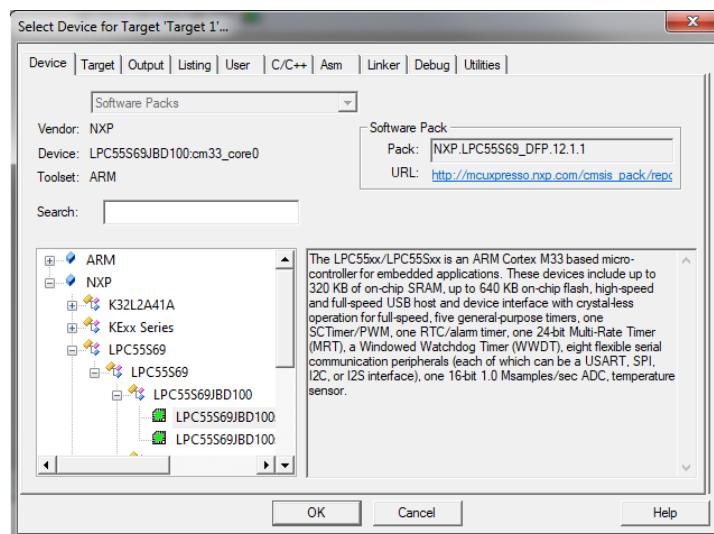 Select Device for Target 'Target 1'...
Device Target Output Listing User C/C++ Asm Linker Debug Utilities
Software Packs
Vendor: NXP
Device: LPC55S69JBD100:cm33_core0
Toolset: ARM
Search:
Software Pack
Pack: NXP.LPC55S69_DFP.12.1.1
URL: http://mcuxpresso.nxp.com/cmsis_pack/repo
ARM
NXP
K32L2A41A
KExx Series
LPC55S69
LPC55S69
LPC55S69JBD100
LPC55S69JBD100:
LPC55S69JBD100:
The LPC55xx/LPC55Sxx is an ARM Cortex M33 based micro-
controller for embedded applications. These devices include up to
320 KB of on-chip SRAM, up to 640 KB on-chip flash, high-speed
and full-speed USB host and device interface with crystal-less
operation for full-speed, five general-purpose timers, one
SCTimer/PWM, one RTC/alarm timer, one 24-bit Multi-Rate Timer
(MRT), a Windowed Watchdog Timer (WWDT), eight flexible serial
communication peripherals (each of which can be a USART, SPI,
I2C, or I2S interface), one 16-bit 1.0 Msamples/sec ADC, temperature
sensor.
OK Cancel Help